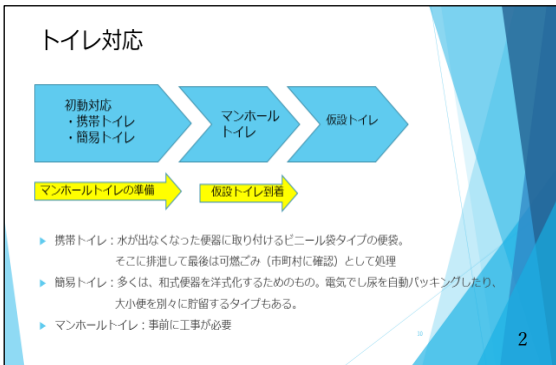 トイレ対応
初動対応
・携帯トイレ
・簡易トイレ
マンホール
トイレ
仮設トイレ
マンホールトイレの準備
仮設トイレ到着
携帯トイレ：水が出なくなった便器に取り付けるビニール袋タイプの便袋。
そこに排泄して最後は可燃ごみ（市町村に確認）として処理
簡易トイレ：多くは、和式便器を洋式化するためのもの。電気でし尿を自動パッキングしたり、
大小便を別々に貯留するタイプもある。
マンホールトイレ：事前に工事が必要
2